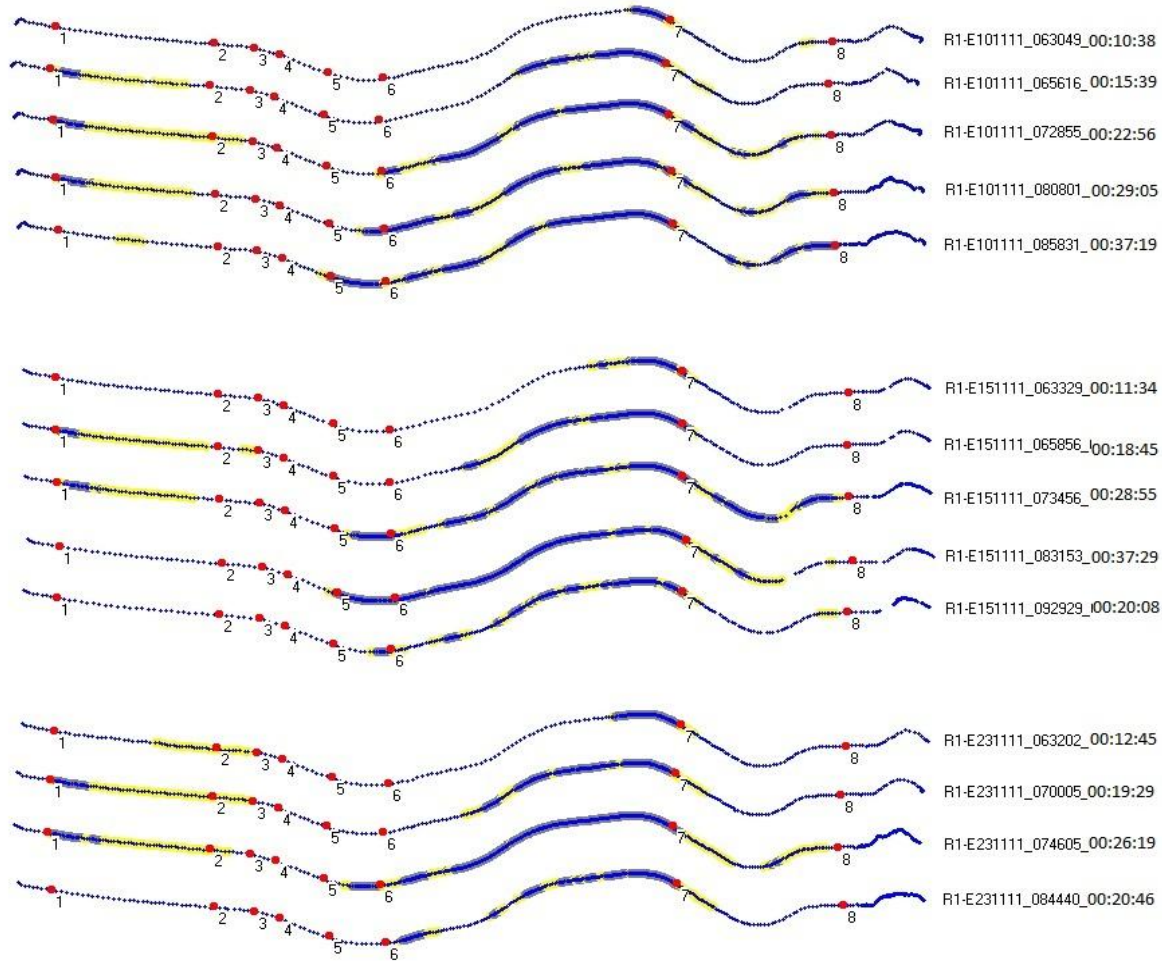 R1-E101111_063049_00:10:38
1 2 3 4 5 6 7 8
R1-E101111_065616_00:15:39
1 2 3 4 5 6 7 8
R1-E101111_072855_00:22:56
1 2 3 4 5 6 7 8
R1-E101111_080801_00:29:05
1 2 3 4 5 6 7 8
R1-E101111_085831_00:37:19
1 2 3 4 5 6 7 8
R1-E151111_063329_00:11:34
1 2 3 4 5 6 7 8
R1-E151111_065856_00:18:45
1 2 3 4 5 6 7 8
R1-E151111_073456_00:28:55
1 2 3 4 5 6 7 8
R1-E151111_083153_00:37:29
1 2 3 4 5 6 7 8
R1-E151111_092929_00:20:08
1 2 3 4 5 6 7 8
R1-E231111_063202_00:12:45
1 2 3 4 5 6 7 8
R1-E231111_070005_00:19:29
1 2 3 4 5 6 7 8
R1-E231111_074605_00:26:19
1 2 3 4 5 6 7 8
R1-E231111_084440_00:20:46
1 2 3 4 5 6 7 8